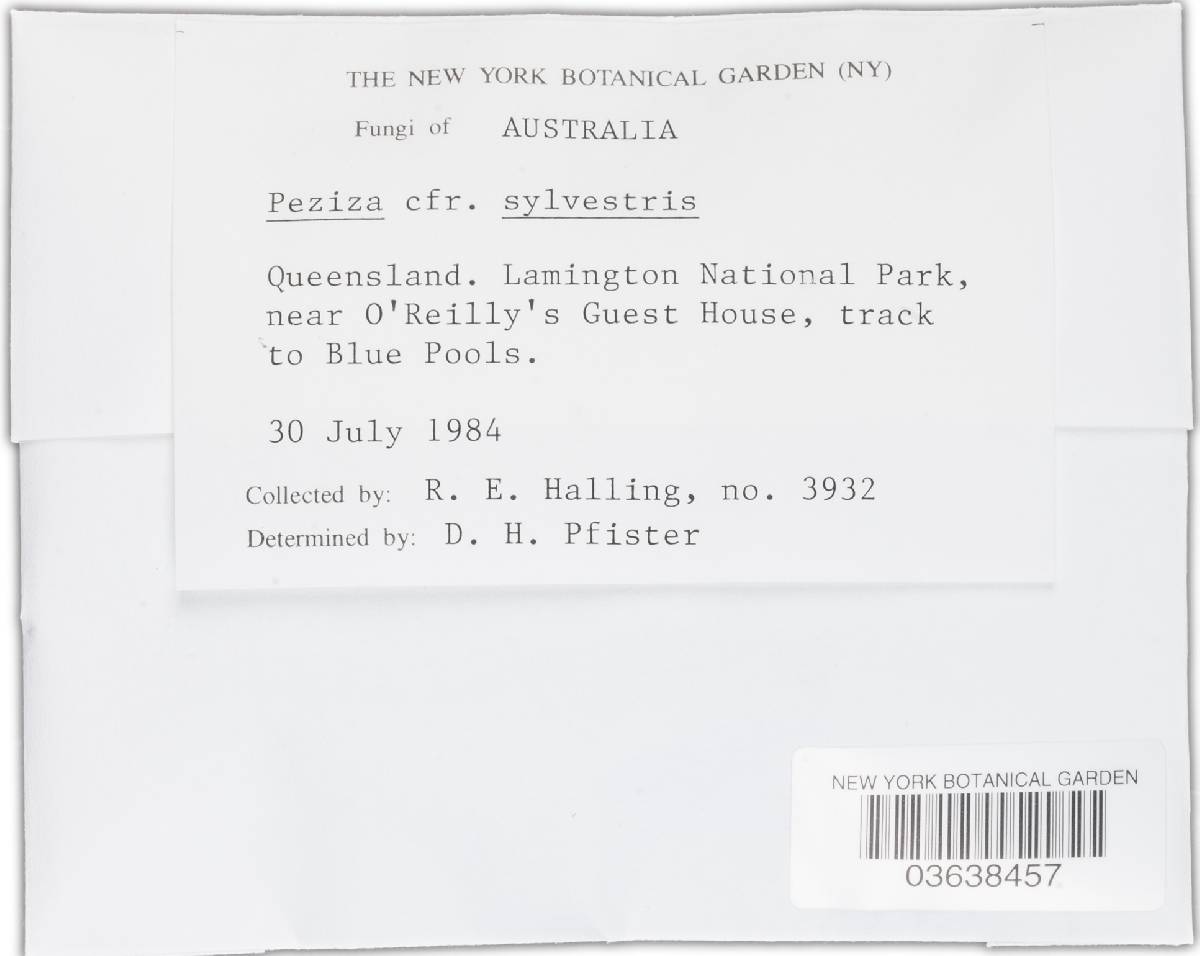 THE NEW YORK BOTANICAL GARDEN (NY)
Fungi of AUSTRALIA
Peziza cfr. sylvestris
Queensland. Lamington National Park,
near O'Reilly's Guest House, track
to Blue Pools.
30 July 1984
Collected by: R. E. Halling, no. 3932
Determined by: D. H. Pfister
NEW YORK BOTANICAL GARDEN
03638457